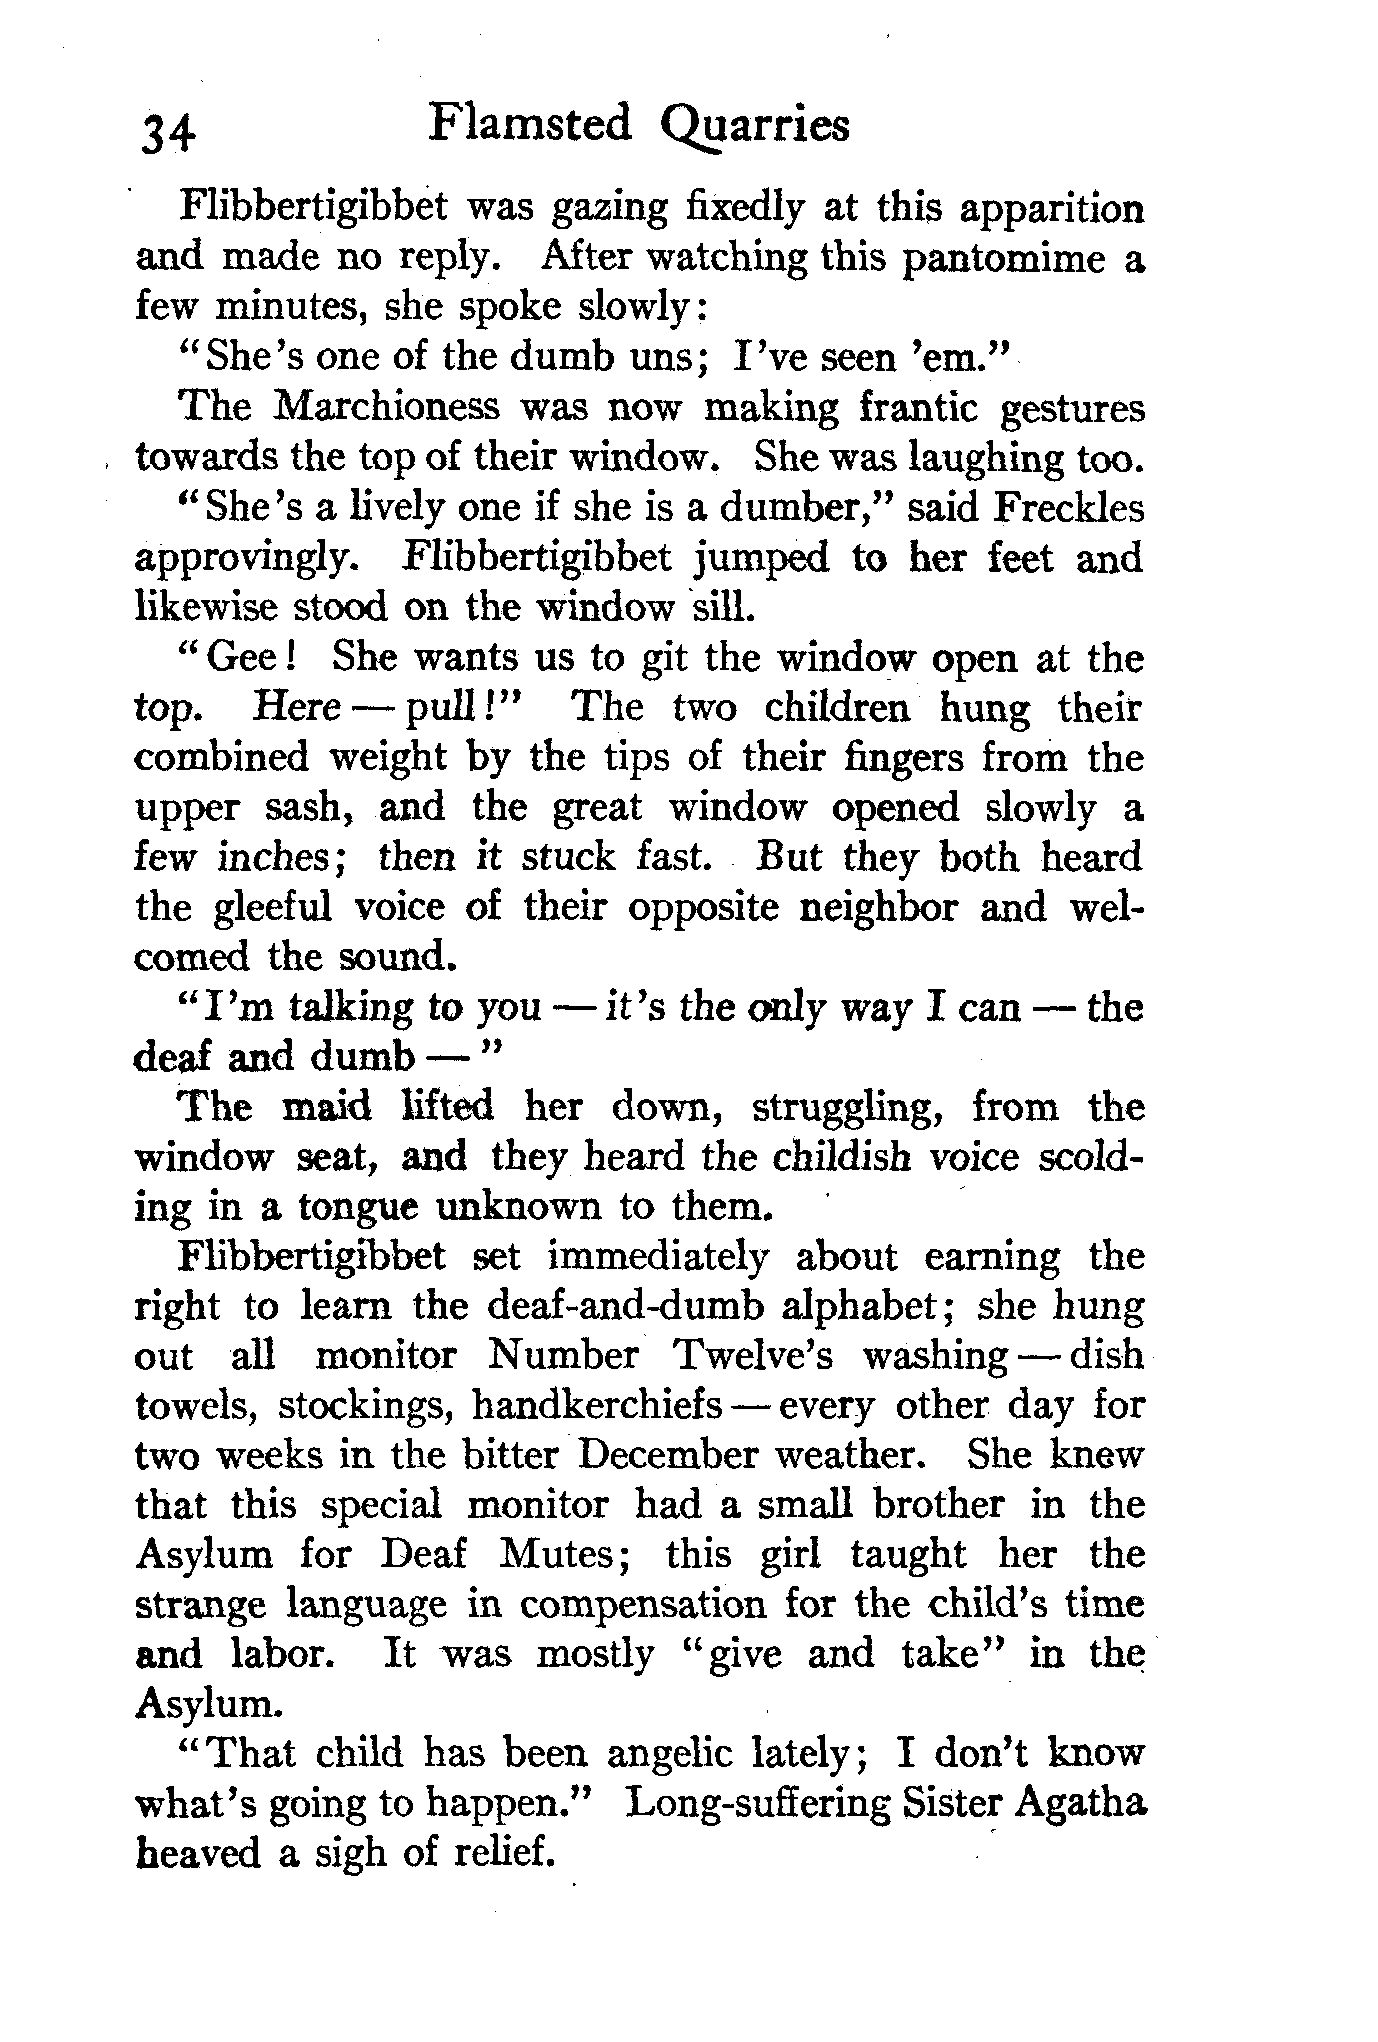 34 Flamsted Quarries
Flibbertigibbet was gazing fixedly at this apparition
and made no reply. After watching this pantomime a
few minutes, she spoke slowly:
"She's one of the dumb uns; I've seen 'em."
The Marchioness was now making frantic gestures
towards the top of their window. She was laughing too.
"She's a lively one if she is a dumber," said Freckles
approvingly. Flibbertigibbet jumped to her feet and
likewise stood on the window sill.
"Gee! She wants us to git the window open at the
top. Here — pull!" The two children hung their
combined weight by the tips of their fingers from the
upper sash, and the great window opened slowly a
few inches; then it stuck fast. But they both heard
the gleeful voice of their opposite neighbor and wel-
comed the sound.
"I'm talking to you — it's the only way I can — the
deaf and dumb — "
The maid lifted her down, struggling, from the
window seat, and they heard the childish voice scold-
ing in a tongue unknown to them.
Flibbertigibbet set immediately about earning the
right to learn the deaf-and-dumb alphabet; she hung
out all monitor Number Twelve's washing — dish
towels, stockings, handkerchiefs — every other day for
two weeks in the bitter December weather. She knew
that this special monitor had a small brother in the
Asylum for Deaf Mutes; this girl taught her the
strange language in compensation for the child's time
and labor. It was mostly "give and take" in the
Asylum.
"That child has been angelic lately; I don't know
what's going to happen." Long-suffering Sister Agatha
heaved a sigh of relief.